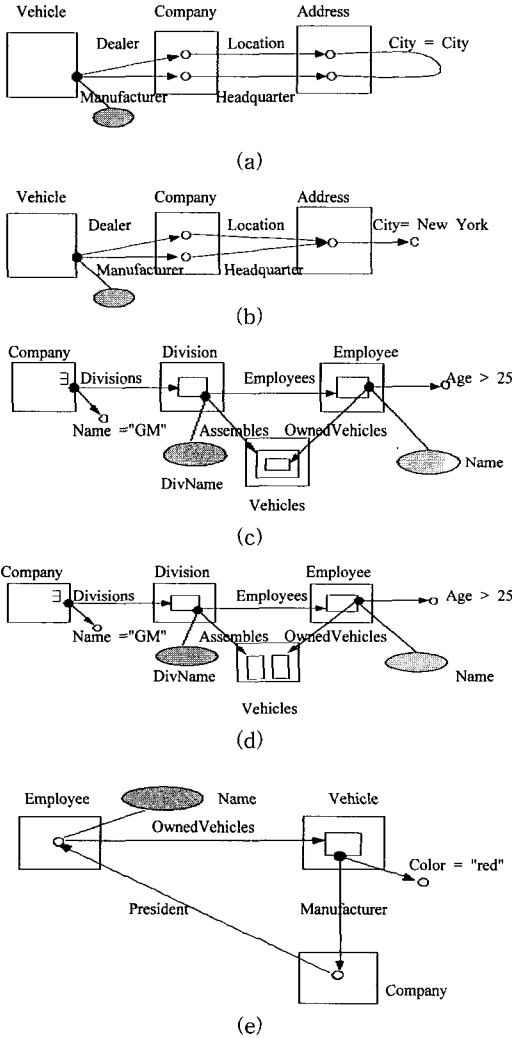 Vehicle Company Address
Dealer Location City = City
Manufacturer Headquarter
(a)
Vehicle Company Address
Dealer Location City= New York
Manufacturer Headquarter
(b)
Company Division Employee
∃ Divisions Employees Age > 25
Name ="GM" Assembles OwnedVehicles Name
DivName
Vehicles
(c)
Company Division Employee
∃ Divisions Employees Age > 25
Name ="GM" Assembles OwnedVehicles
DivName Name
Vehicles
(d)
Employee Name Vehicle
OwnedVehicles
Color = "red"
President Manufacturer
Company
(e)